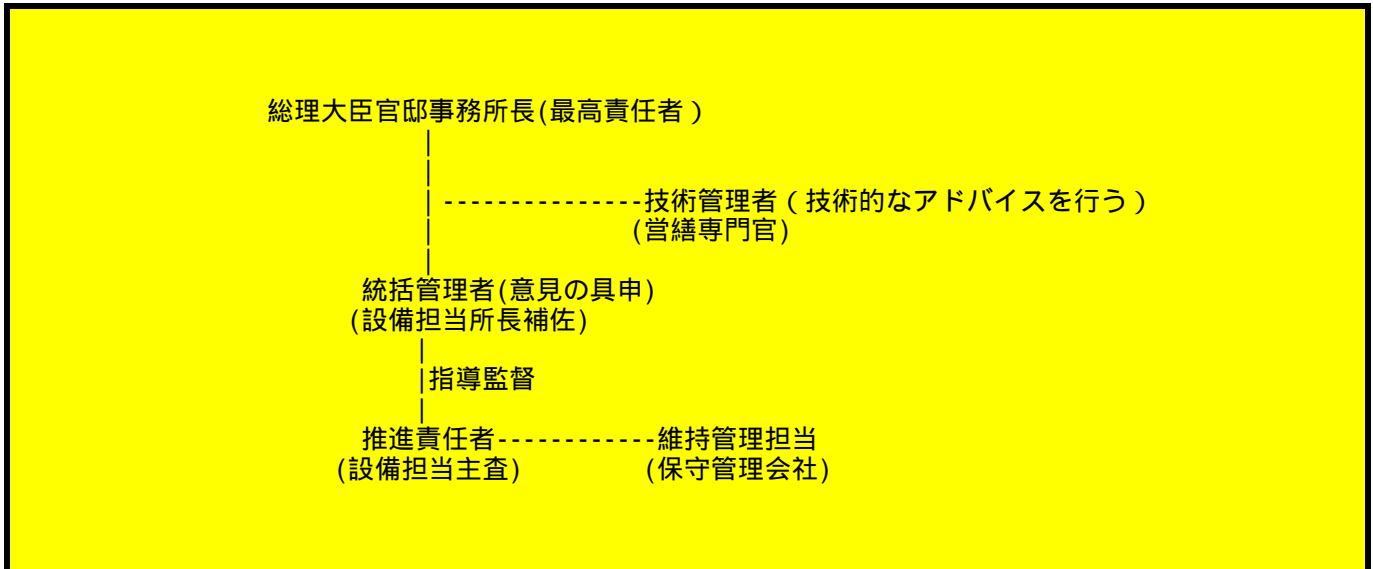 総理大臣官邸事務所長(最高責任者）
|
|
|---------------技術管理者（技術的なアドバイスを行う）
| (営繕専門官)
|
統括管理者(意見の具申)
(設備担当所長補佐)
|
|指導監督
|
推進責任者------------維持管理担当
(設備担当主査) (保守管理会社)